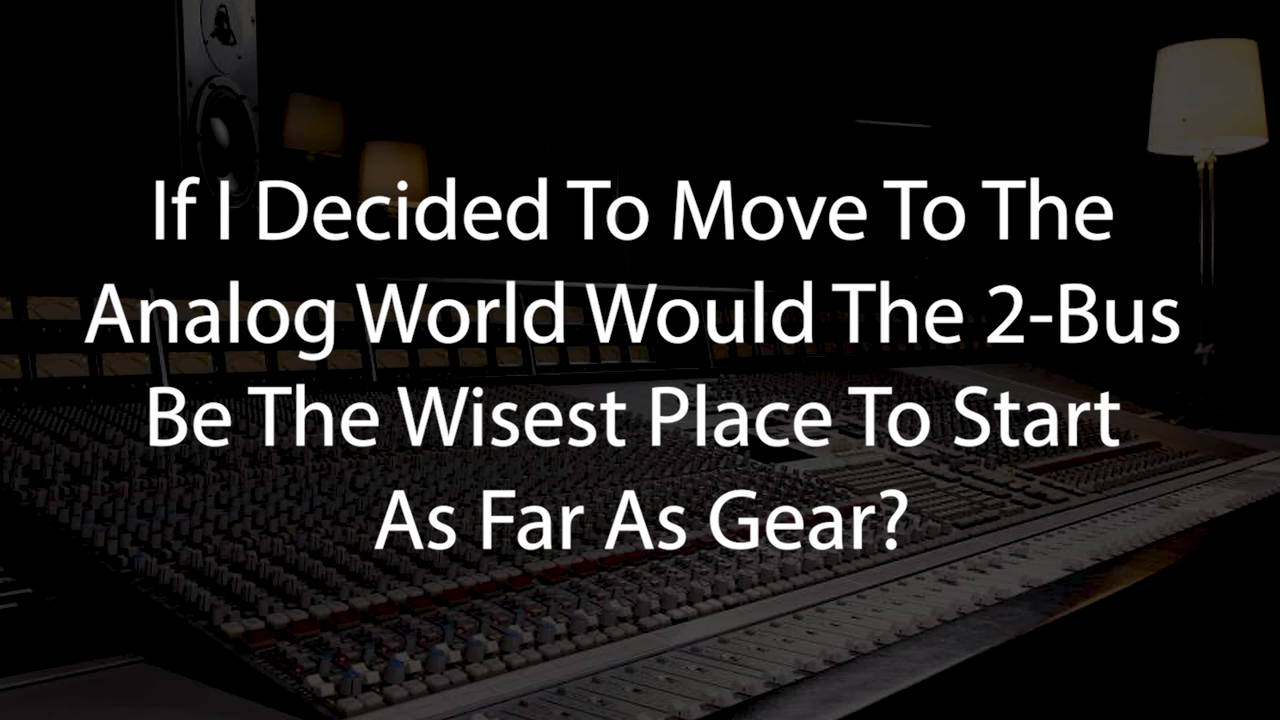 If I Decided To Move To The
Analog World Would The 2-Bus
Be The Wisest Place To Start
As Far As Gear?